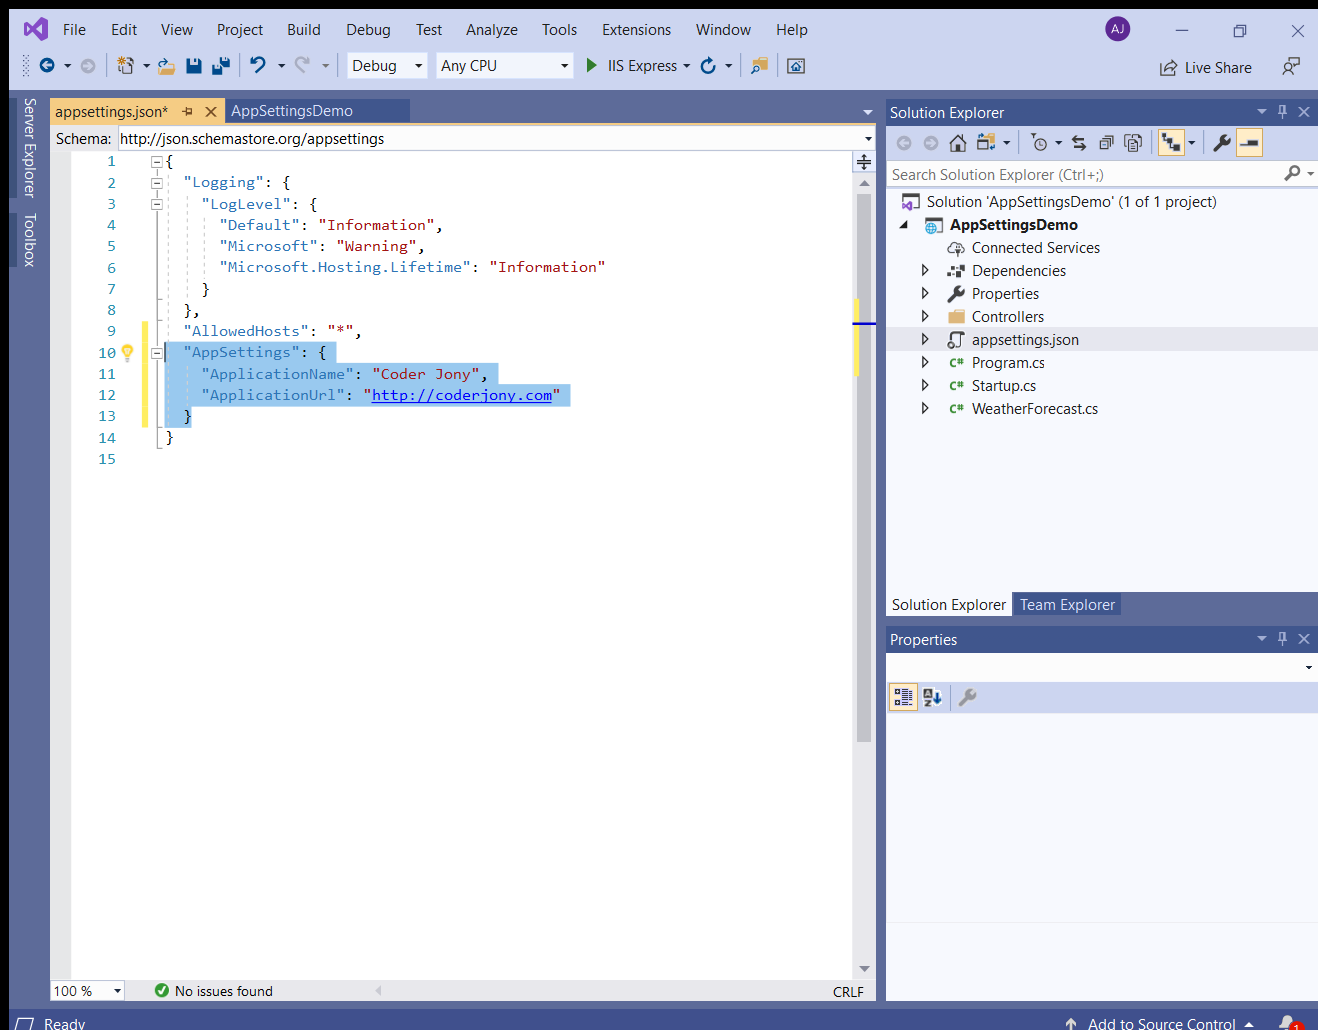 File Edit View Project Build Debug Test Analyze Tools Extensions Window Help AJ
Debug Any CPU IIS Express Live Share
Server Explorer
Toolbox
appsettings.json* AppSettingsDemo
Schema: http://json.schemastore.org/appsettings
1 {
2 "Logging": {
3 "LogLevel": {
4 "Default": "Information",
5 "Microsoft": "Warning",
6 "Microsoft.Hosting.Lifetime": "Information"
7 }
8 },
9 "AllowedHosts": "*",
10 "AppSettings": {
11 "ApplicationName": "Coder Jony",
12 "ApplicationUrl": "http://coderjony.com"
13 }
14 }
15
100 % No issues found CRLF
Solution Explorer
Search Solution Explorer (Ctrl+;)
Solution 'AppSettingsDemo' (1 of 1 project)
AppSettingsDemo
Connected Services
Dependencies
Properties
Controllers
appsettings.json
C# Program.cs
C# Startup.cs
C# WeatherForecast.cs
Solution Explorer Team Explorer
Properties
Ready Add to Source Control 1